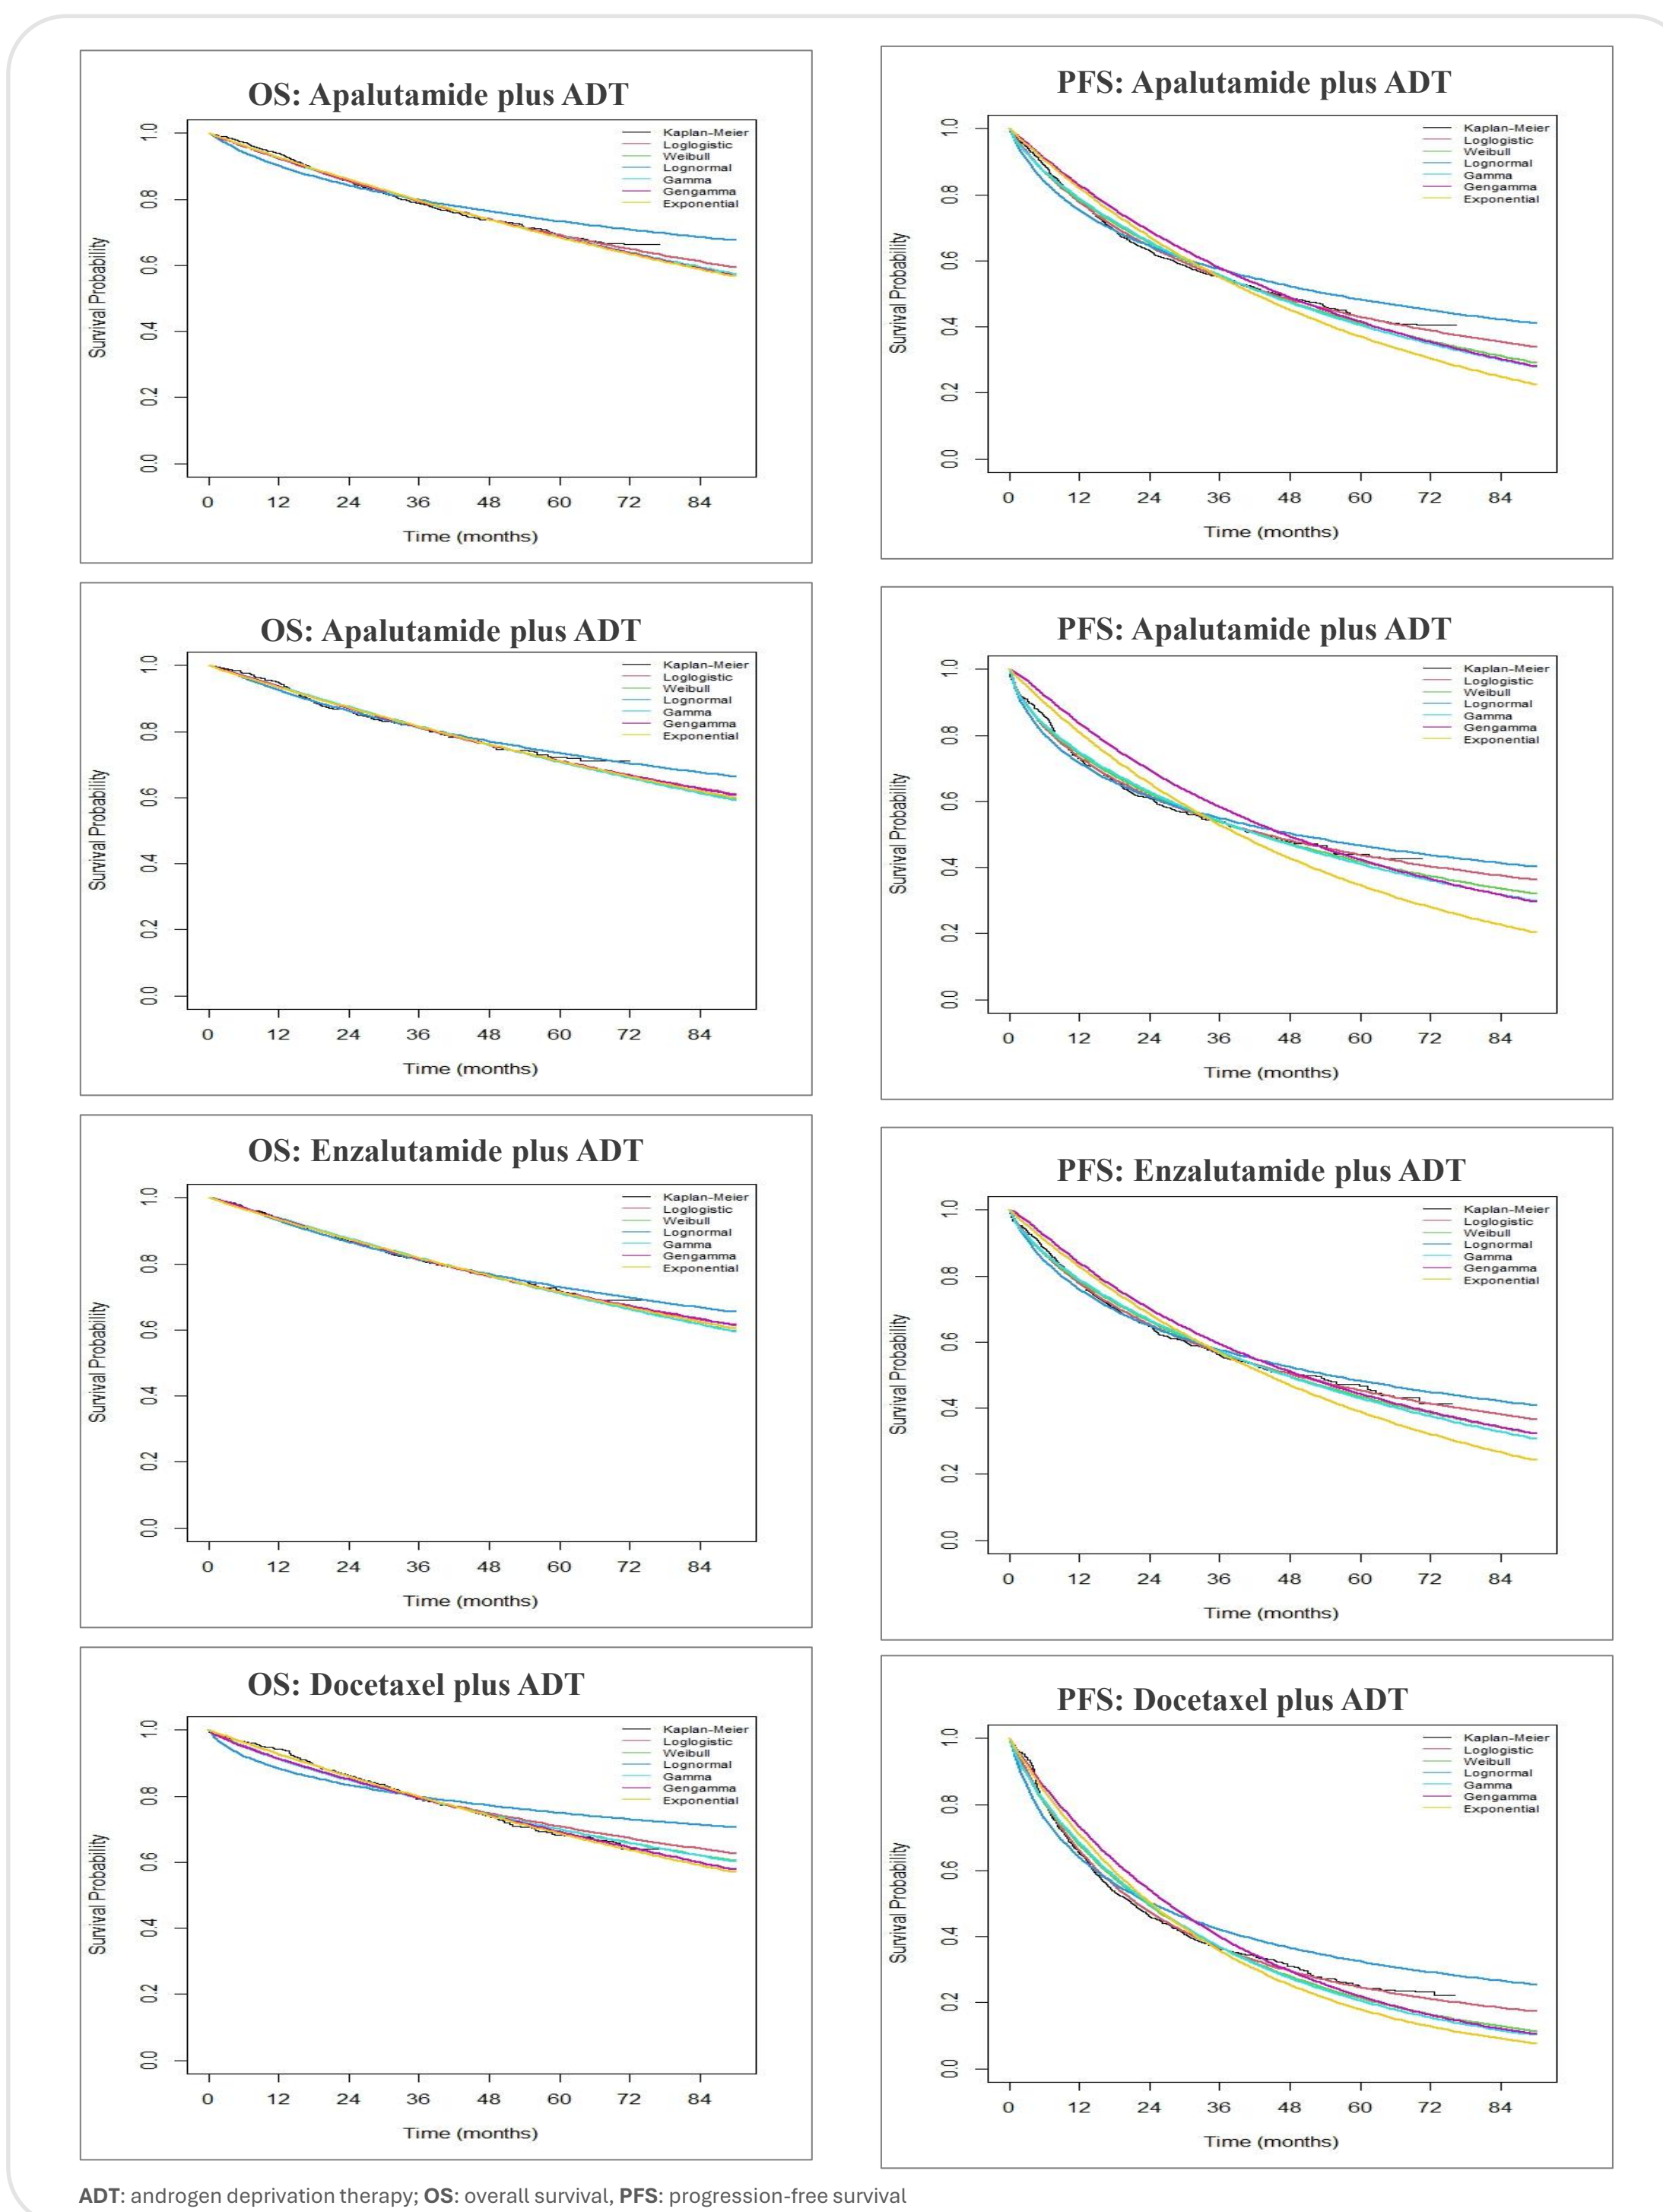 OS: Apalutamide plus ADT
1.0
0.8
0.6
0.4
0.2
0.0
Survival Probability
Kaplan-Meier
Loglogistic
Weibull
Lognormal
Gamma
Gengamma
Exponential
0 12 24 36 48 60 72 84
Time (months)
PFS: Apalutamide plus ADT
1.0
0.8
0.6
0.4
0.2
0.0
Survival Probability
Kaplan-Meier
Loglogistic
Weibull
Lognormal
Gamma
Gengamma
Exponential
0 12 24 36 48 60 72 84
Time (months)
OS: Apalutamide plus ADT
1.0
0.8
0.6
0.4
0.2
0.0
Survival Probability
Kaplan-Meier
Loglogistic
Weibull
Lognormal
Gamma
Gengamma
Exponential
0 12 24 36 48 60 72 84
Time (months)
PFS: Apalutamide plus ADT
1.0
0.8
0.6
0.4
0.2
0.0
Survival Probability
Kaplan-Meier
Loglogistic
Weibull
Lognormal
Gamma
Gengamma
Exponential
0 12 24 36 48 60 72 84
Time (months)
OS: Enzalutamide plus ADT
1.0
0.8
0.6
0.4
0.2
0.0
Survival Probability
Kaplan-Meier
Loglogistic
Weibull
Lognormal
Gamma
Gengamma
Exponential
0 12 24 36 48 60 72 84
Time (months)
PFS: Enzalutamide plus ADT
1.0
0.8
0.6
0.4
0.2
0.0
Survival Probability
Kaplan-Meier
Loglogistic
Weibull
Lognormal
Gamma
Gengamma
Exponential
0 12 24 36 48 60 72 84
Time (months)
OS: Docetaxel plus ADT
1.0
0.8
0.6
0.4
0.2
0.0
Survival Probability
Kaplan-Meier
Loglogistic
Weibull
Lognormal
Gamma
Gengamma
Exponential
0 12 24 36 48 60 72 84
Time (months)
PFS: Docetaxel plus ADT
1.0
0.8
0.6
0.4
0.2
0.0
Survival Probability
Kaplan-Meier
Loglogistic
Weibull
Lognormal
Gamma
Gengamma
Exponential
0 12 24 36 48 60 72 84
Time (months)
ADT: androgen deprivation therapy; OS: overall survival, PFS: progression-free survival